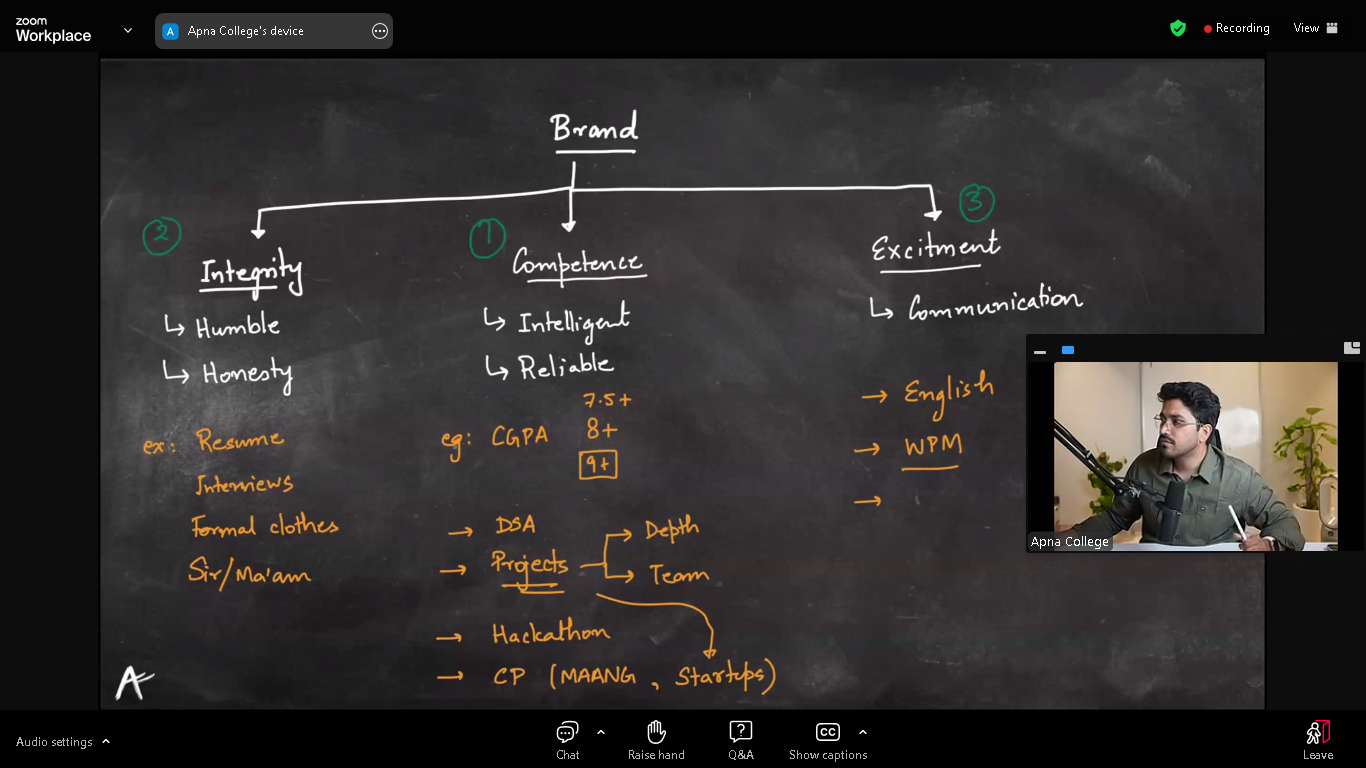 zoom
Workplace
A Apna College's device
Recording
View
Brand
② Integrity
↳ Humble
↳ Honesty
ex: Resume
Interviews
Formal clothes
Sir/Ma'am
① Competence
↳ Intelligent
↳ Reliable
7.5+
eg: CGPA 8+
9+
→ DSA
→ Projects → Depth
→ Team
→ Hackathon
→ CP (MAANG, Startups)
③ Excitment
↳ Communication
→ English
→ WPM
→
Apna College
A
Audio settings
Chat
Raise hand
Q&A
CC
Show captions
Leave